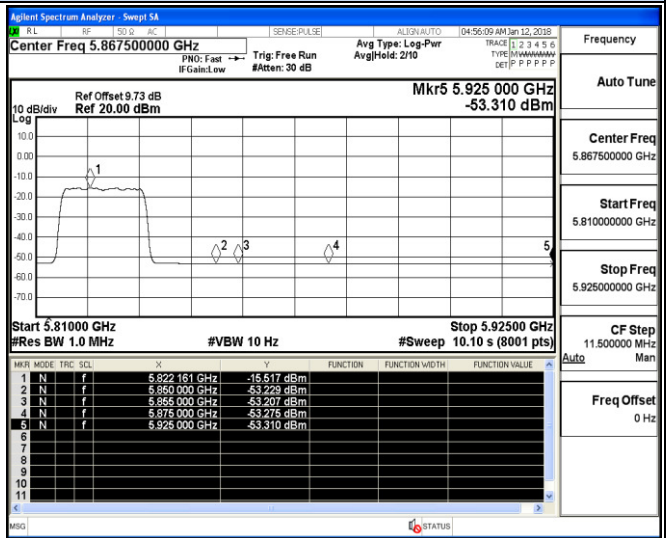 Agilent Spectrum Analyzer - Swept SA
RL RF 50 Ω AC SENSE:PULSE ALIGN AUTO 04:56:09 AM Jan 12, 2018
Center Freq 5.867500000 GHz
PNO: Fast
IFGain:Low
Trig: Free Run
#Atten: 30 dB
Avg Type: Log-Pwr
Avg|Hold: 2/10
TRACE 1 2 3 4 5 6
TYPE M
DET P P P P P P
Ref Offset 9.73 dB
10 dB/div Ref 20.00 dBm
Log
Mkr5 5.925 000 GHz
-53.310 dBm
10.0
0.00
-10.0
-20.0
-30.0
-40.0
-50.0
-60.0
-70.0
1
2
3
4
5
Start 5.81000 GHz Stop 5.92500 GHz
#Res BW 1.0 MHz #VBW 10 Hz #Sweep 10.10 s (8001 pts)
MKR MODE TRC SCL X Y FUNCTION FUNCTION WIDTH FUNCTION VALUE
1 N f 5.822 161 GHz -15.517 dBm
2 N f 5.850 000 GHz -53.229 dBm
3 N f 5.855 000 GHz -53.207 dBm
4 N f 5.875 000 GHz -53.275 dBm
5 N f 5.925 000 GHz -53.310 dBm
6
7
8
9
10
11
MSG STATUS
Frequency
Auto Tune
Center Freq
5.867500000 GHz
Start Freq
5.810000000 GHz
Stop Freq
5.925000000 GHz
CF Step
11.500000 MHz
Auto Man
Freq Offset
0 Hz